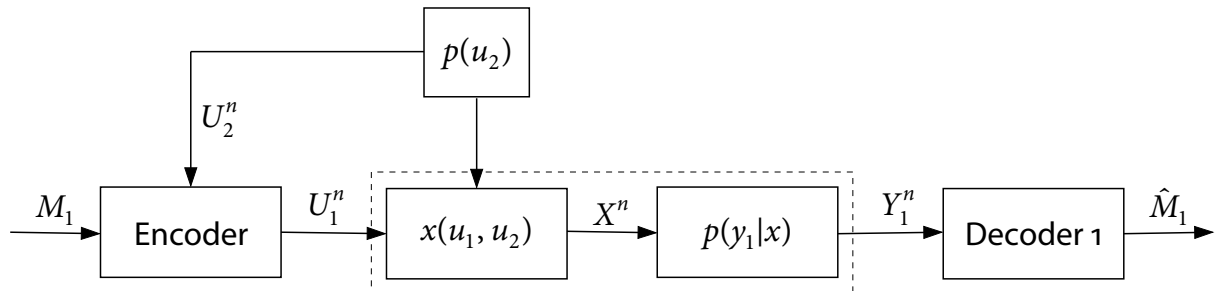 p(u₂)
U₂ⁿ
M₁
Encoder
U₁ⁿ
x(u₁, u₂)
Xⁿ
p(y₁|x)
Y₁ⁿ
Decoder 1
M̂₁